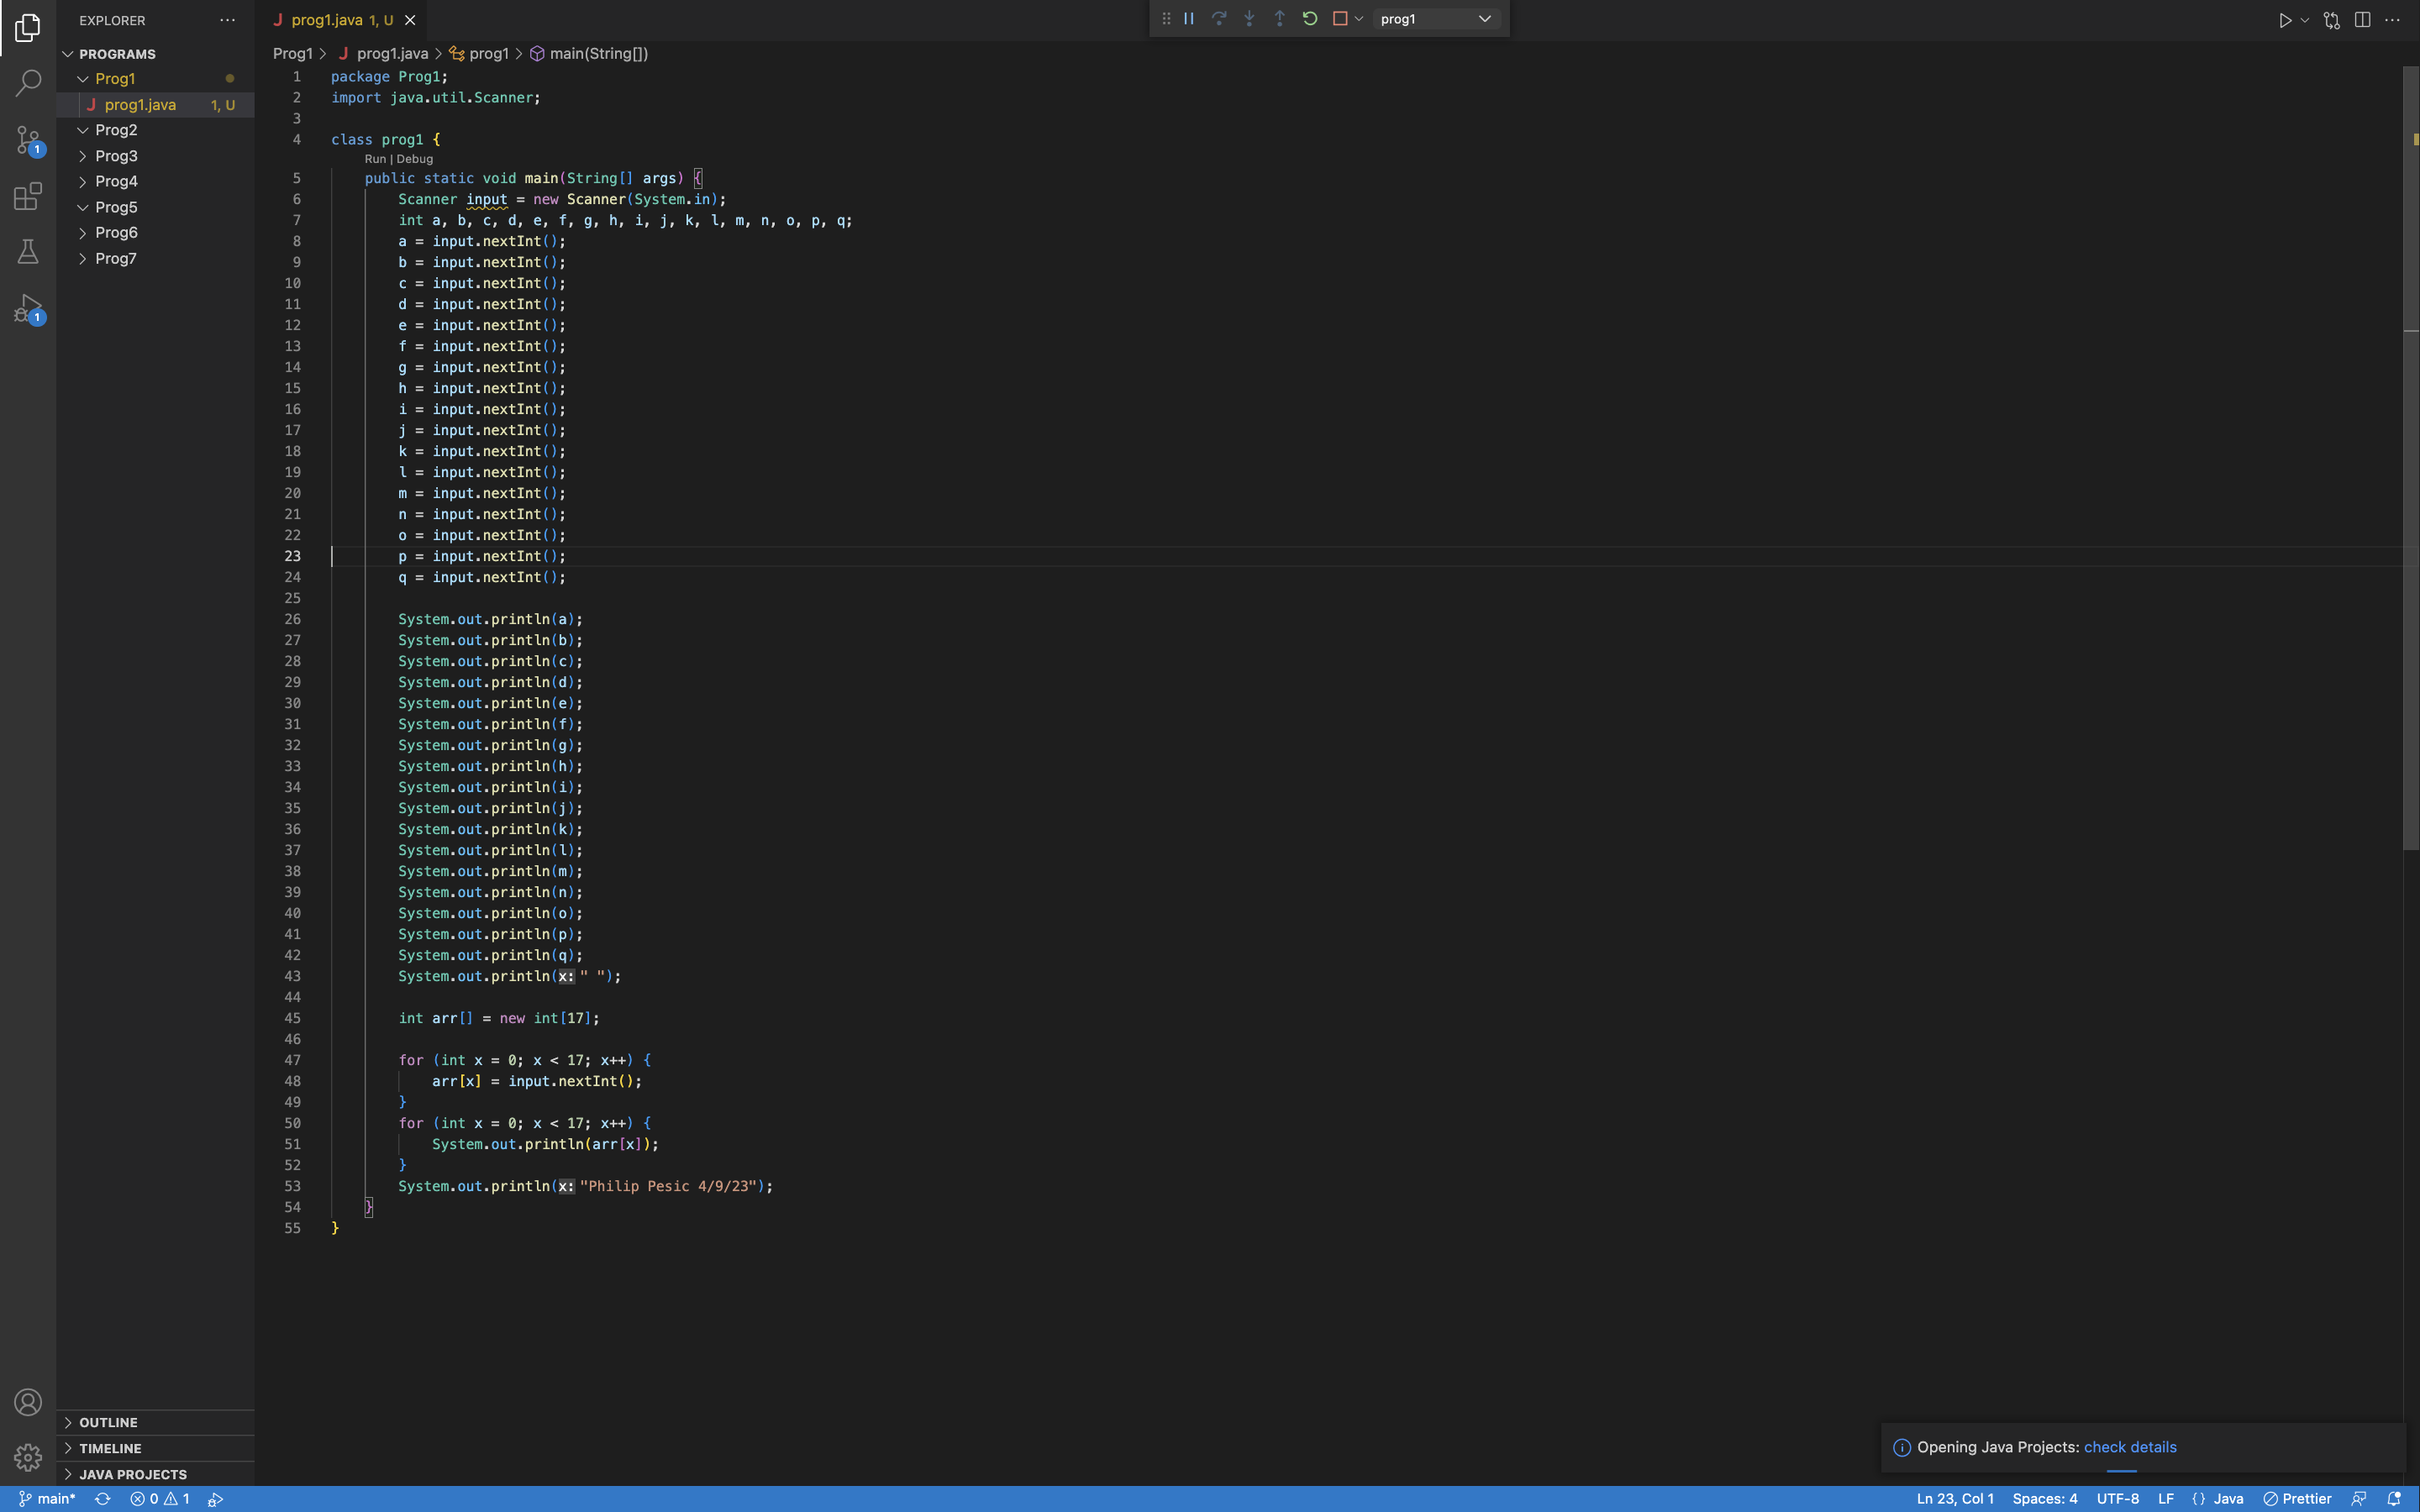 EXPLORER
PROGRAMS
Prog1
prog1.java 1, U
Prog2
Prog3
Prog4
Prog5
Prog6
Prog7
1
1
OUTLINE
TIMELINE
JAVA PROJECTS
prog1.java 1, U
prog1
Prog1 > prog1.java > prog1 > main(String[])
1 package Prog1;
2 import java.util.Scanner;
3
4 class prog1 {
Run | Debug
5 public static void main(String[] args) {
6 Scanner input = new Scanner(System.in);
7 int a, b, c, d, e, f, g, h, i, j, k, l, m, n, o, p, q;
8 a = input.nextInt();
9 b = input.nextInt();
10 c = input.nextInt();
11 d = input.nextInt();
12 e = input.nextInt();
13 f = input.nextInt();
14 g = input.nextInt();
15 h = input.nextInt();
16 i = input.nextInt();
17 j = input.nextInt();
18 k = input.nextInt();
19 l = input.nextInt();
20 m = input.nextInt();
21 n = input.nextInt();
22 o = input.nextInt();
23 p = input.nextInt();
24 q = input.nextInt();
25
26 System.out.println(a);
27 System.out.println(b);
28 System.out.println(c);
29 System.out.println(d);
30 System.out.println(e);
31 System.out.println(f);
32 System.out.println(g);
33 System.out.println(h);
34 System.out.println(i);
35 System.out.println(j);
36 System.out.println(k);
37 System.out.println(l);
38 System.out.println(m);
39 System.out.println(n);
40 System.out.println(o);
41 System.out.println(p);
42 System.out.println(q);
43 System.out.println(x: " ");
44
45 int arr[] = new int[17];
46
47 for (int x = 0; x < 17; x++) {
48 arr[x] = input.nextInt();
49 }
50 for (int x = 0; x < 17; x++) {
51 System.out.println(arr[x]);
52 }
53 System.out.println(x: "Philip Pesic 4/9/23");
54 }
55 }
Opening Java Projects: check details
main* 0 1
Ln 23, Col 1 Spaces: 4 UTF-8 LF {} Java Prettier